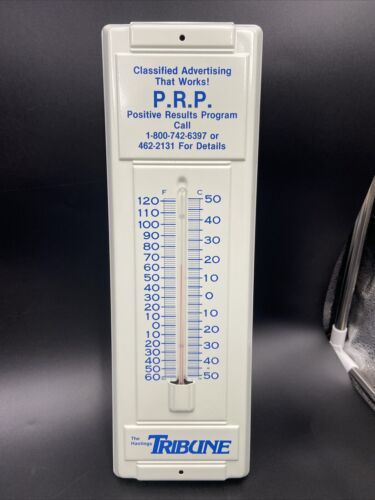 Classified Advertising
That Works!
P.R.P.
Positive Results Program
Call
1-800-742-6397 or
462-2131 For Details
F C
120 50
110
100 40
90
80 30
70 20
60
50 10
40
30 0
20
10 10
0
10 20
20 30
30
40 40
50
60 50
The
Hastings
TRIBUNE